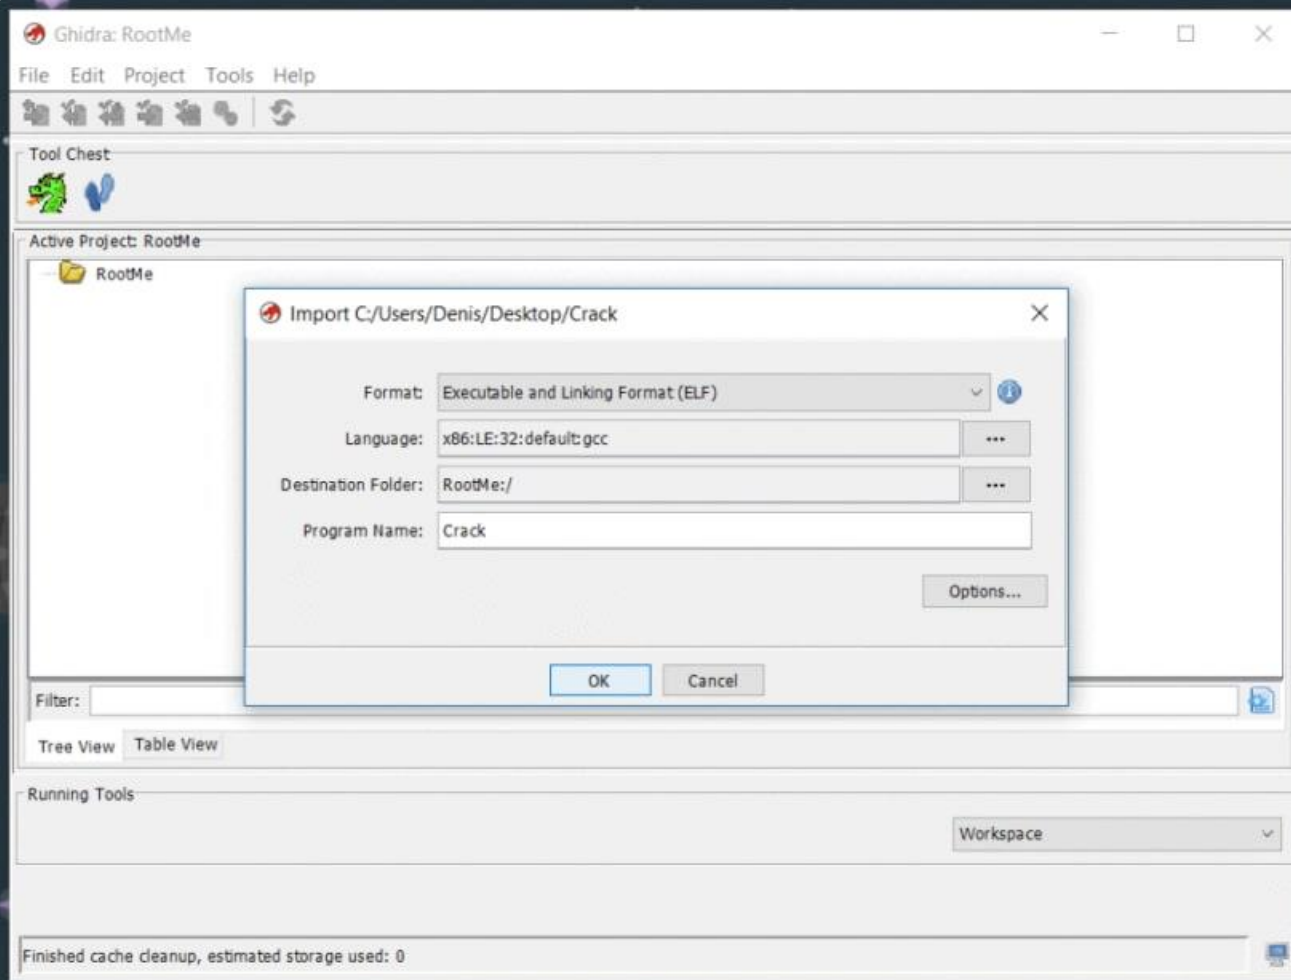 Ghidra: RootMe
File Edit Project Tools Help
Tool Chest
Active Project: RootMe
RootMe
Import C:/Users/Denis/Desktop/Crack
Format: Executable and Linking Format (ELF)
Language: x86:LE:32:default:gcc ...
Destination Folder: RootMe:/ ...
Program Name: Crack
Options...
OK Cancel
Filter:
Tree View Table View
Running Tools
Workspace
Finished cache cleanup, estimated storage used: 0